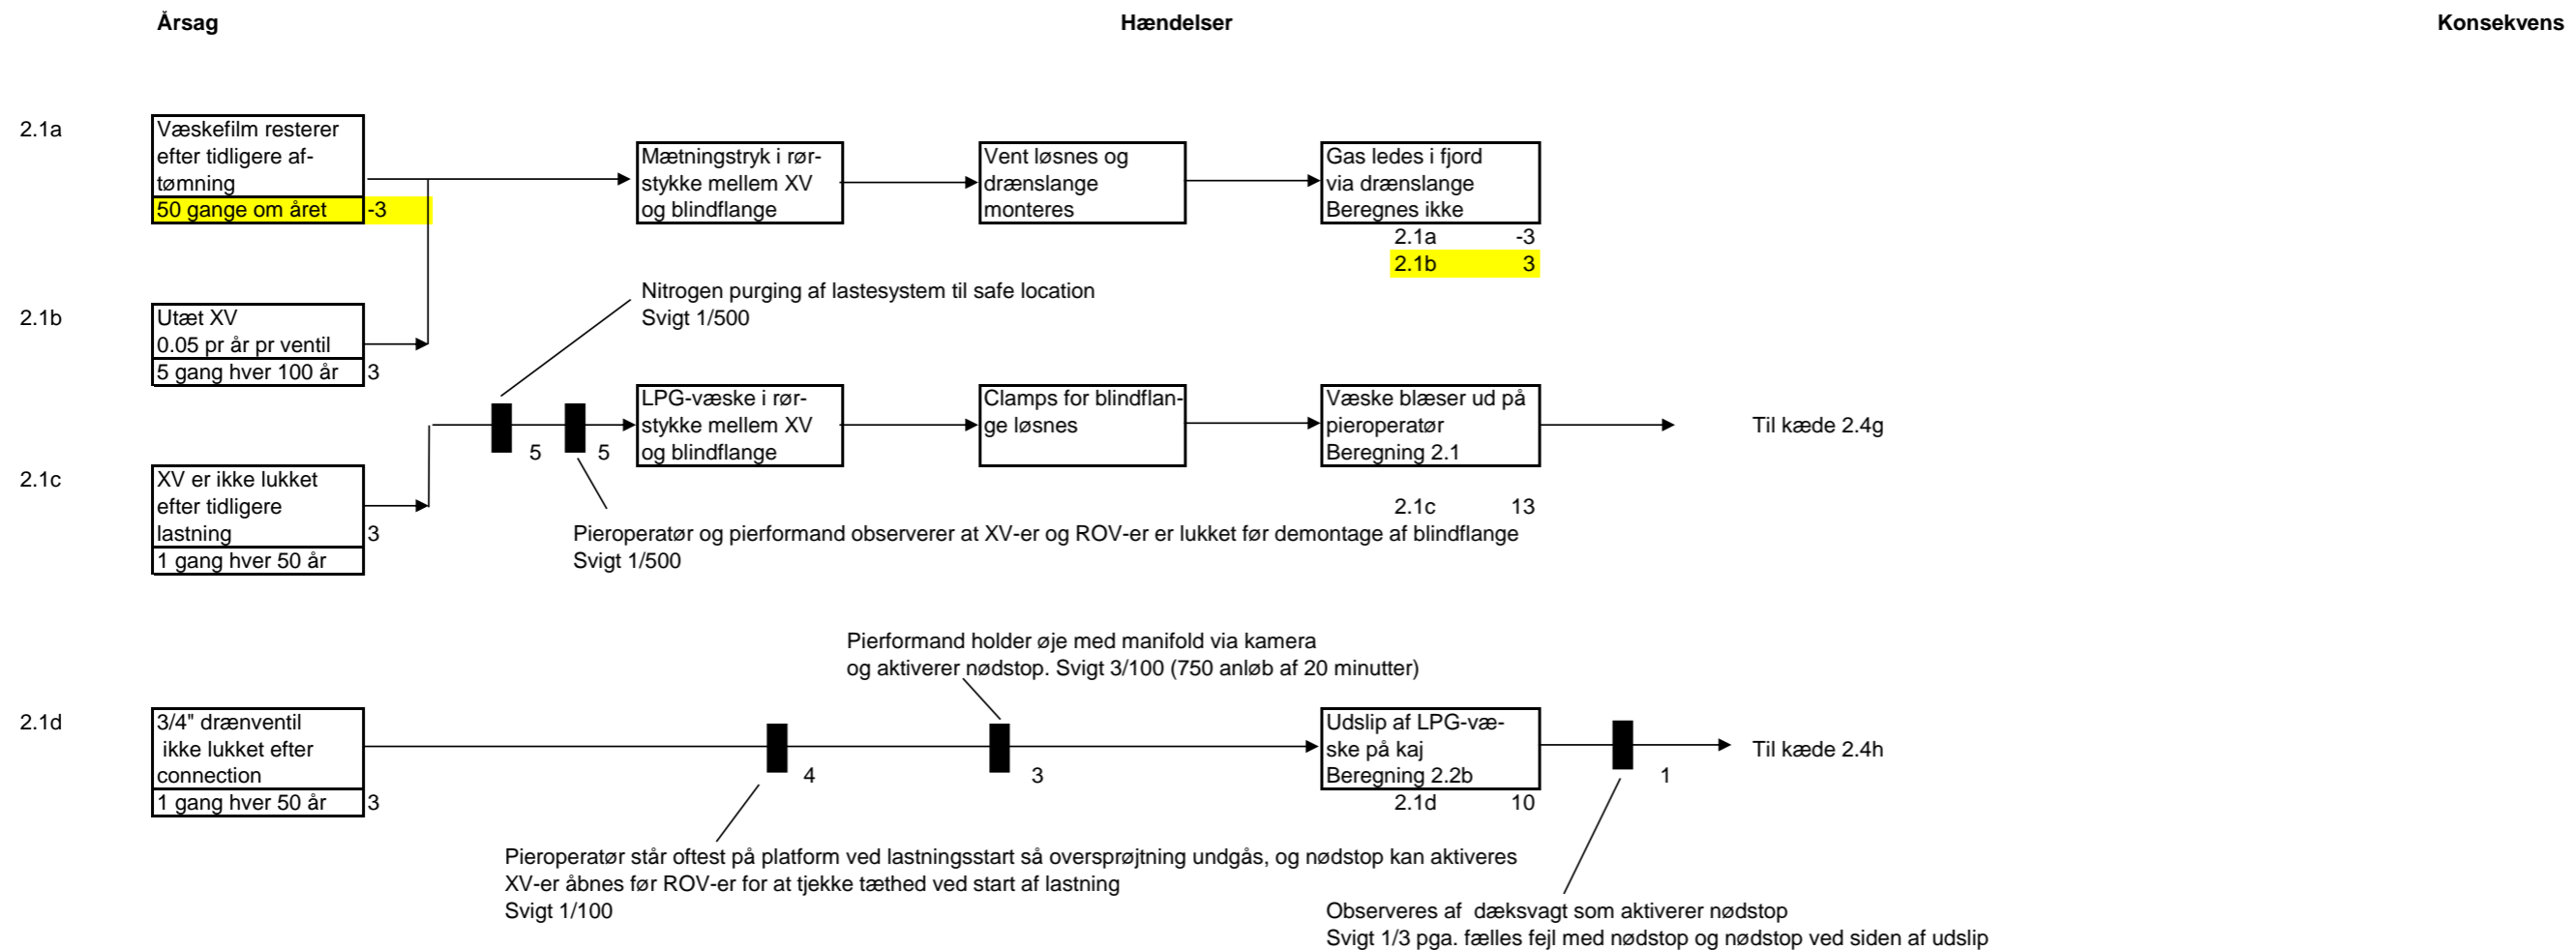 Årsag
Hændelser
Konsekvens
2.1a
Væskefilm resterer
efter tidligere af-
tømning
50 gange om året
-3
Mætningstryk i rør-
stykke mellem XV
og blindflange
Vent løsnes og
drænslange
monteres
Gas ledes i fjord
via drænslange
Beregnes ikke
2.1a -3
2.1b 3
2.1b
Utæt XV
0.05 pr år pr ventil
5 gang hver 100 år
3
Nitrogen purging af lastesystem til safe location
Svigt 1/500
5
5
LPG-væske i rør-
stykke mellem XV
og blindflange
Clamps for blindflan-
ge løsnes
Væske blæser ud på
pieroperatør
Beregning 2.1
Til kæde 2.4g
2.1c
XV er ikke lukket
efter tidligere
lastning
1 gang hver 50 år
3
2.1c 13
Pieroperatør og pierformand observerer at XV-er og ROV-er er lukket før demontage af blindflange
Svigt 1/500
Pierformand holder øje med manifold via kamera
og aktiverer nødstop. Svigt 3/100 (750 anløb af 20 minutter)
2.1d
3/4" drænventil
ikke lukket efter
connection
1 gang hver 50 år
3
4
3
Udslip af LPG-væ-
ske på kaj
Beregning 2.2b
2.1d 10
1
Til kæde 2.4h
Pieroperatør står oftest på platform ved lastningsstart så oversprøjtning undgås, og nødstop kan aktiveres
XV-er åbnes før ROV-er for at tjekke tæthed ved start af lastning
Svigt 1/100
Observeres af dæksvagt som aktiverer nødstop
Svigt 1/3 pga. fælles fejl med nødstop og nødstop ved siden af udslip